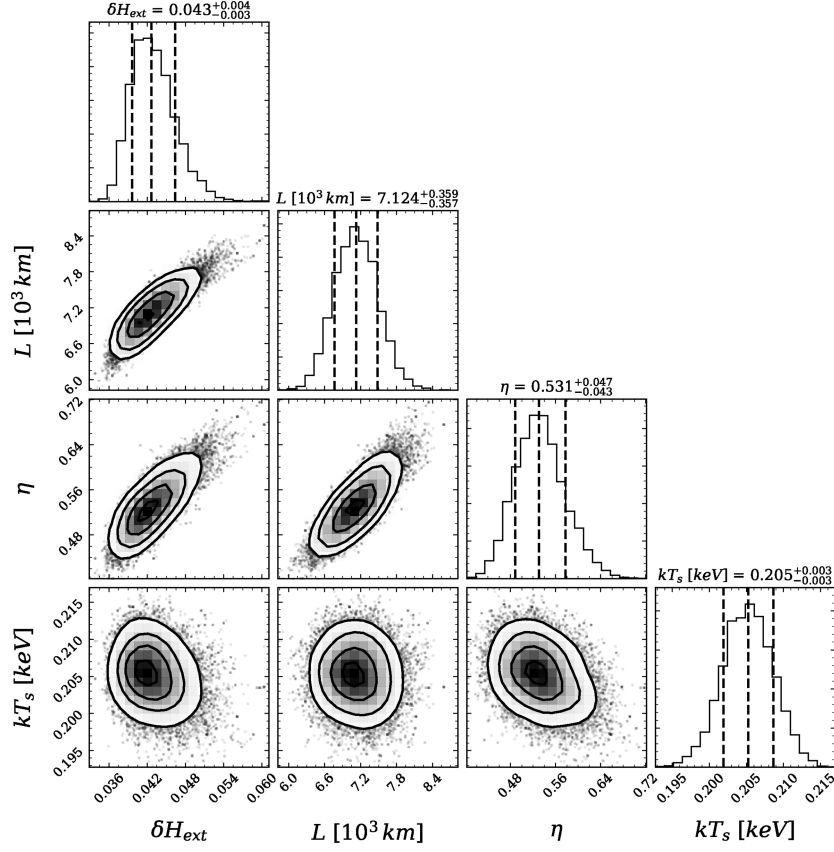 δH_ext = 0.043^{+0.004}_{-0.003}
L [10^3 km] = 7.124^{+0.359}_{-0.357}
8.4
7.8
7.2
6.6
6.0
L [10^3 km]
η = 0.531^{+0.047}_{-0.043}
0.72
0.64
0.56
0.48
η
kT_s [keV] = 0.205^{+0.003}_{-0.003}
0.215
0.210
0.205
0.200
0.195
kT_s [keV]
0.036 0.042 0.048 0.054 0.060
6.0 6.6 7.2 7.8 8.4
0.48 0.56 0.64 0.72
0.195 0.200 0.205 0.210 0.215
δH_ext L [10^3 km] η kT_s [keV]